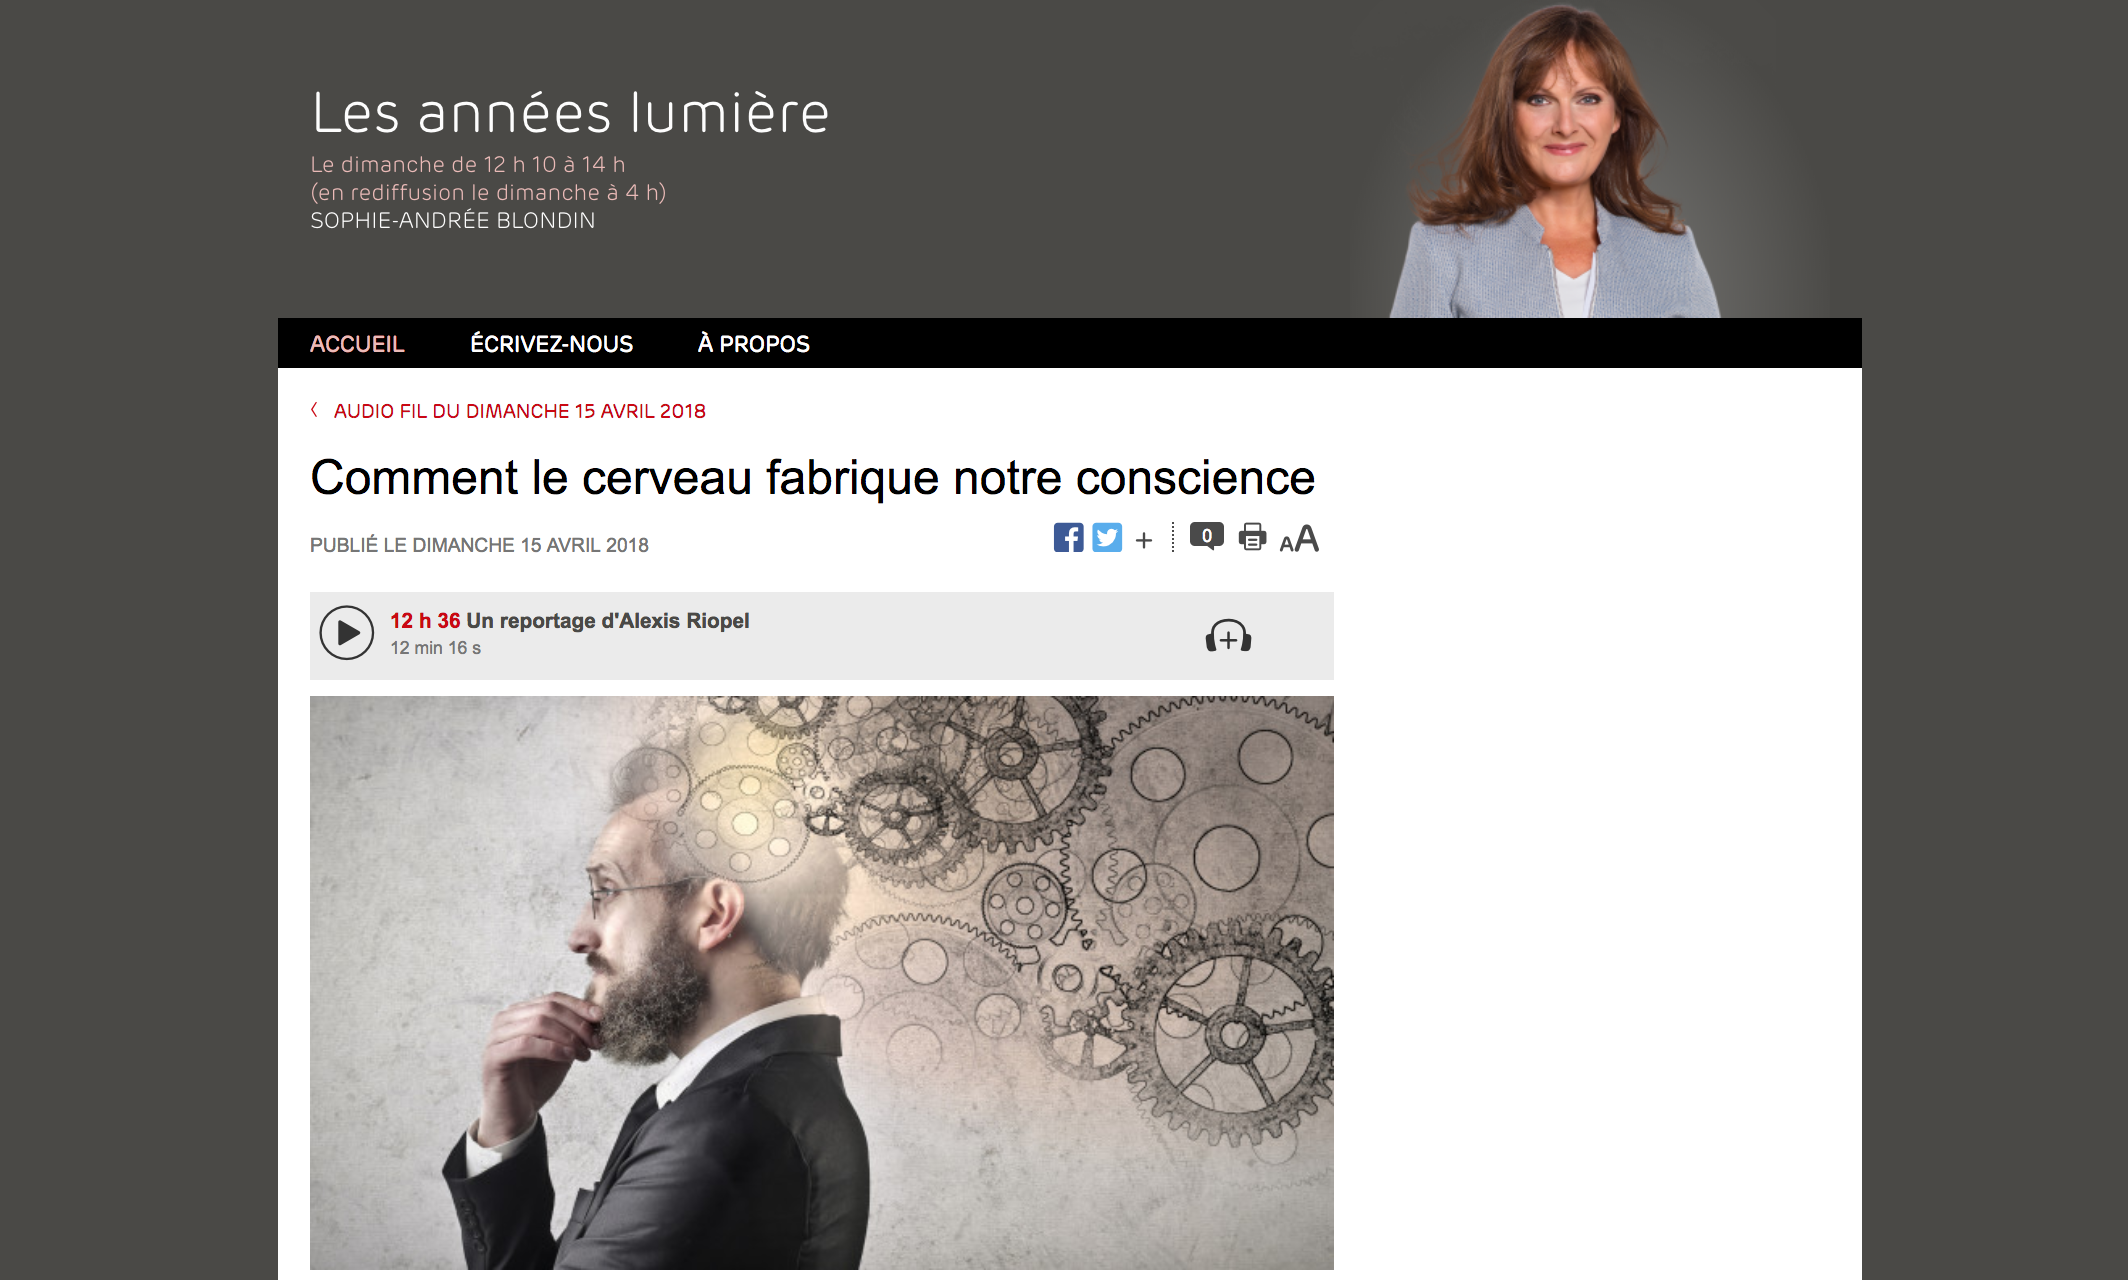 Les années lumière
Le dimanche de 12 h 10 à 14 h
(en rediffusion le dimanche à 4 h)
SOPHIE-ANDRÉE BLONDIN
ACCUEIL ÉCRIVEZ-NOUS À PROPOS
AUDIO FIL DU DIMANCHE 15 AVRIL 2018
Comment le cerveau fabrique notre conscience
PUBLIÉ LE DIMANCHE 15 AVRIL 2018
0 AA
12 h 36 Un reportage d'Alexis Riopel
12 min 16 s